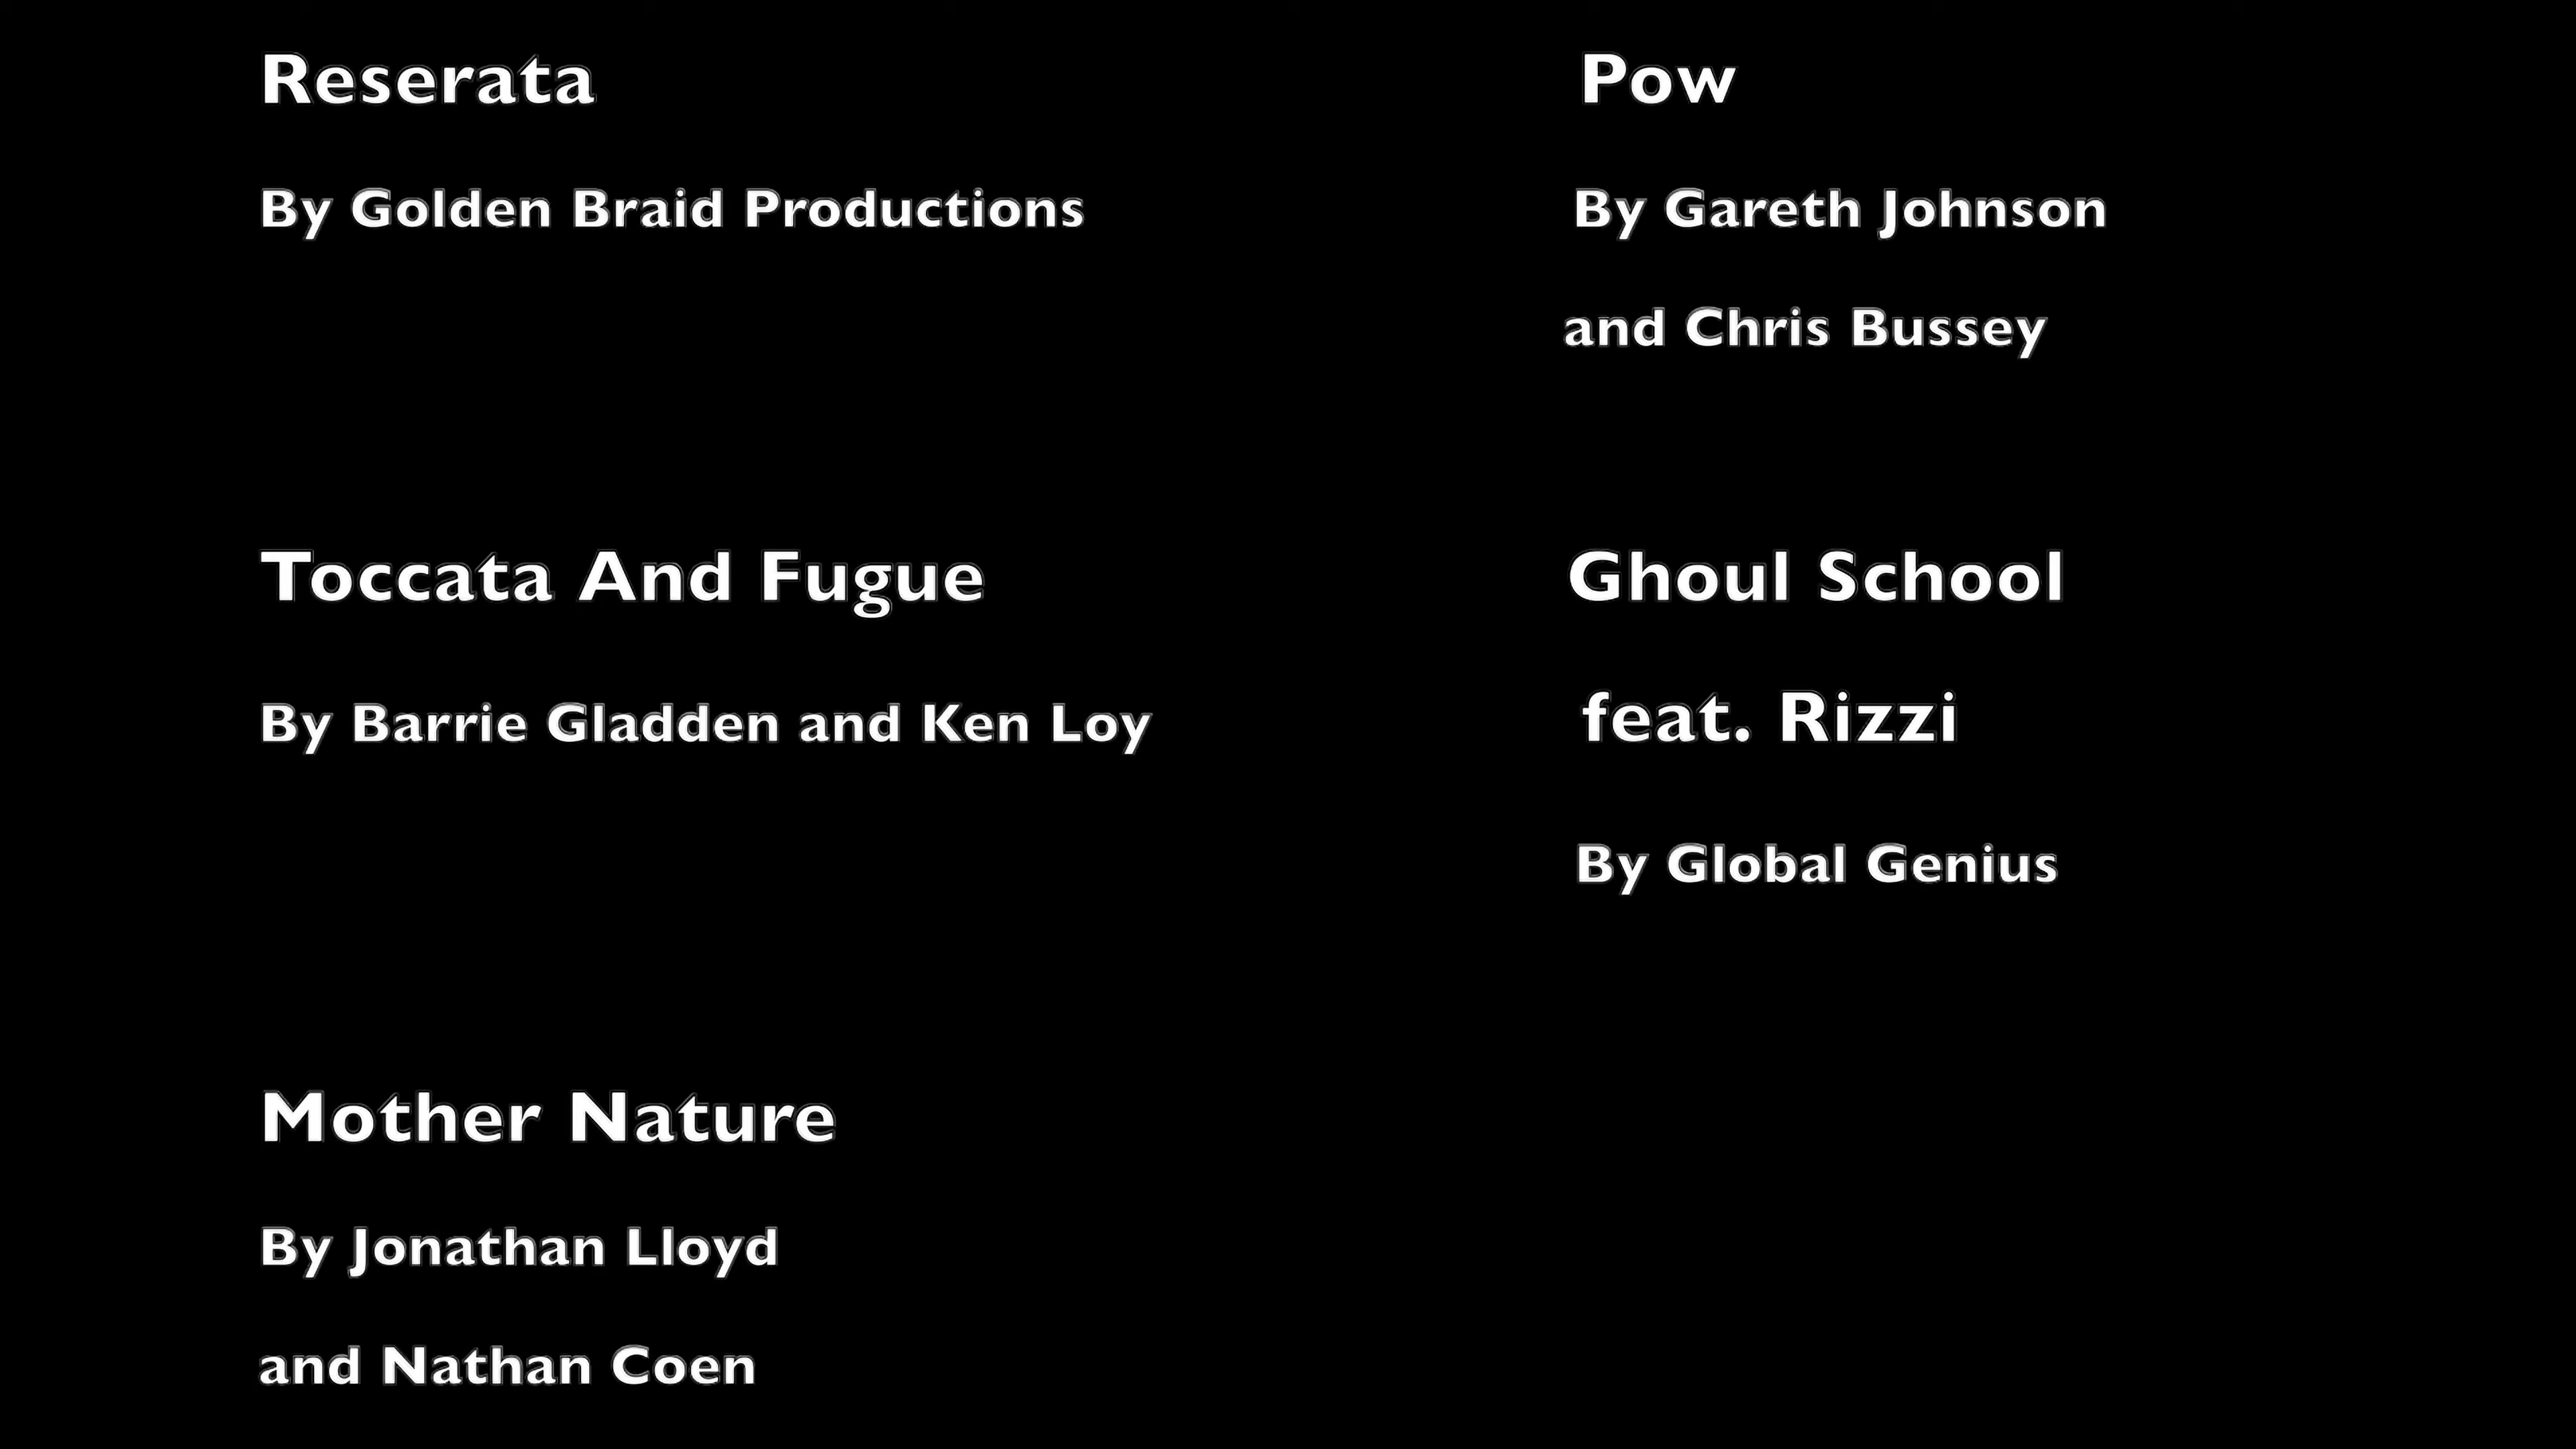 Reserata
By Golden Braid Productions
Toccata And Fugue
By Barrie Gladden and Ken Loy
Mother Nature
By Jonathan Lloyd
and Nathan Coen
Pow
By Gareth Johnson
and Chris Bussey
Ghoul School
feat. Rizzi
By Global Genius